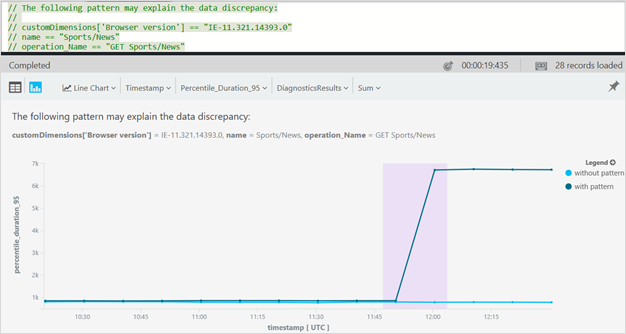 // The following pattern may explain the data discrepancy:
//
// customDimensions['Browser version'] == "IE-11.321.14393.0"
// name == "Sports/News"
// operation_Name == "GET Sports/News"
Completed 00:00:19:435 28 records loaded
Line Chart Timestamp Percentile_Duration_95 DiagnosticsResults Sum
The following pattern may explain the data discrepancy:
customDimensions['Browser version'] = IE-11.321.14393.0, name = Sports/News, operation_Name = GET Sports/News
Legend
without pattern
with pattern
percentile_duration_95
7k
6k
5k
4k
3k
2k
1k
10:30 10:45 11:00 11:15 11:30 11:45 12:00 12:15
timestamp [ UTC ]